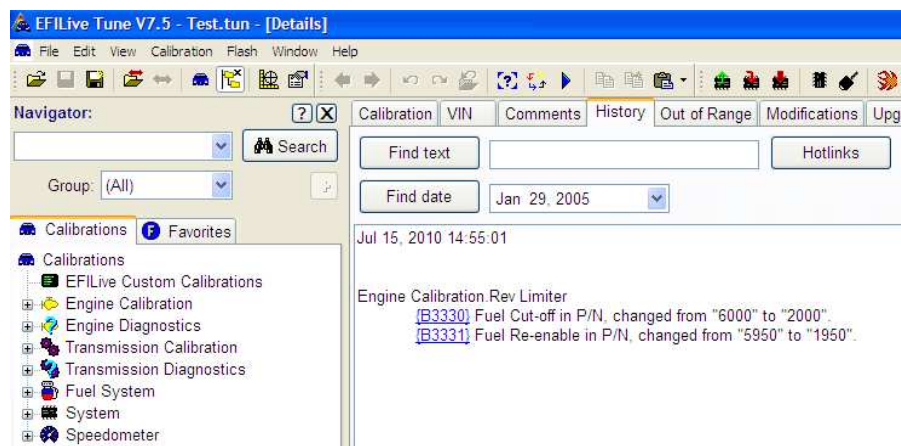 EFILive Tune V7.5 - Test.tun - [Details]
File Edit View Calibration Flash Window Help
Navigator:
Search
Group: (All)
Calibrations Favorites
Calibrations
EFILive Custom Calibrations
Engine Calibration
Engine Diagnostics
Transmission Calibration
Transmission Diagnostics
Fuel System
System
Speedometer
Calibration VIN Comments History Out of Range Modifications Upg
Find text Hotlinks
Find date Jan 29, 2005
Jul 15, 2010 14:55:01
Engine Calibration.Rev Limiter
{B3330} Fuel Cut-off in P/N, changed from "6000" to "2000".
{B3331} Fuel Re-enable in P/N, changed from "5950" to "1950".